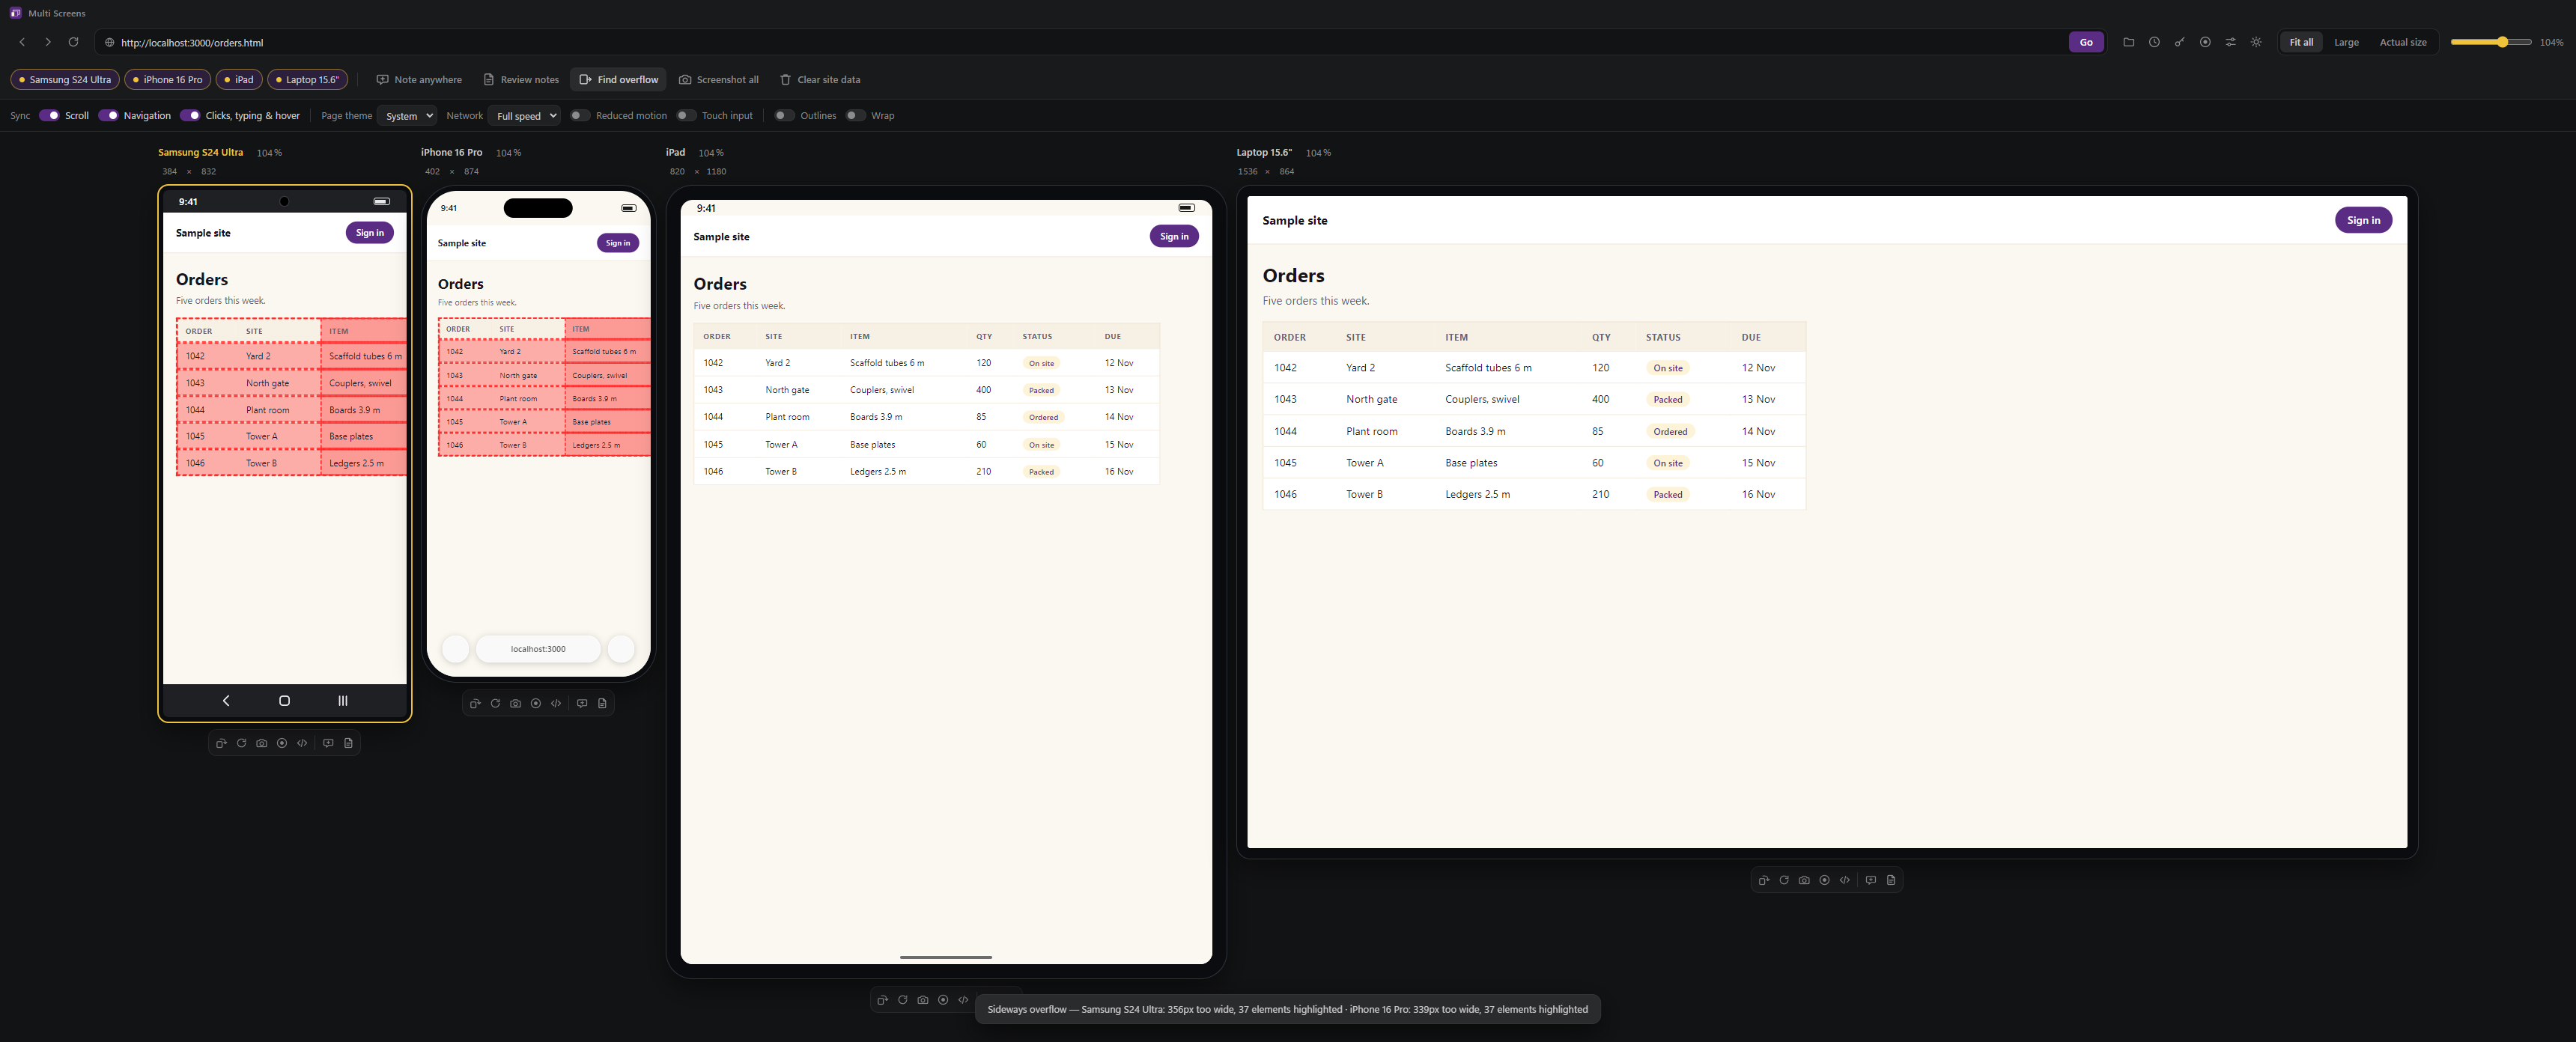 Multi Screens
http://localhost:3000/orders.html
Go
Fit all Large Actual size 104%
Samsung S24 Ultra iPhone 16 Pro iPad Laptop 15.6" Note anywhere Review notes Find overflow Screenshot all Clear site data
Sync Scroll Navigation Clicks, typing & hover Page theme System Network Full speed Reduced motion Touch input Outlines Wrap
Samsung S24 Ultra 104%
384 × 832
9:41
Sample site Sign in
Orders
Five orders this week.
ORDER SITE ITEM
1042 Yard 2 Scaffold tubes 6 m
1043 North gate Couplers, swivel
1044 Plant room Boards 3.9 m
1045 Tower A Base plates
1046 Tower B Ledgers 2.5 m
iPhone 16 Pro 104%
402 × 874
9:41
Sample site Sign in
Orders
Five orders this week.
ORDER SITE ITEM
1042 Yard 2 Scaffold tubes 6 m
1043 North gate Couplers, swivel
1044 Plant room Boards 3.9 m
1045 Tower A Base plates
1046 Tower B Ledgers 2.5 m
localhost:3000
iPad 104%
820 × 1180
9:41
Sample site Sign in
Orders
Five orders this week.
ORDER SITE ITEM QTY STATUS DUE
1042 Yard 2 Scaffold tubes 6 m 120 On site 12 Nov
1043 North gate Couplers, swivel 400 Packed 13 Nov
1044 Plant room Boards 3.9 m 85 Ordered 14 Nov
1045 Tower A Base plates 60 On site 15 Nov
1046 Tower B Ledgers 2.5 m 210 Packed 16 Nov
Laptop 15.6" 104%
1536 × 864
Sample site Sign in
Orders
Five orders this week.
ORDER SITE ITEM QTY STATUS DUE
1042 Yard 2 Scaffold tubes 6 m 120 On site 12 Nov
1043 North gate Couplers, swivel 400 Packed 13 Nov
1044 Plant room Boards 3.9 m 85 Ordered 14 Nov
1045 Tower A Base plates 60 On site 15 Nov
1046 Tower B Ledgers 2.5 m 210 Packed 16 Nov
Sideways overflow — Samsung S24 Ultra: 356px too wide, 37 elements highlighted · iPhone 16 Pro: 339px too wide, 37 elements highlighted